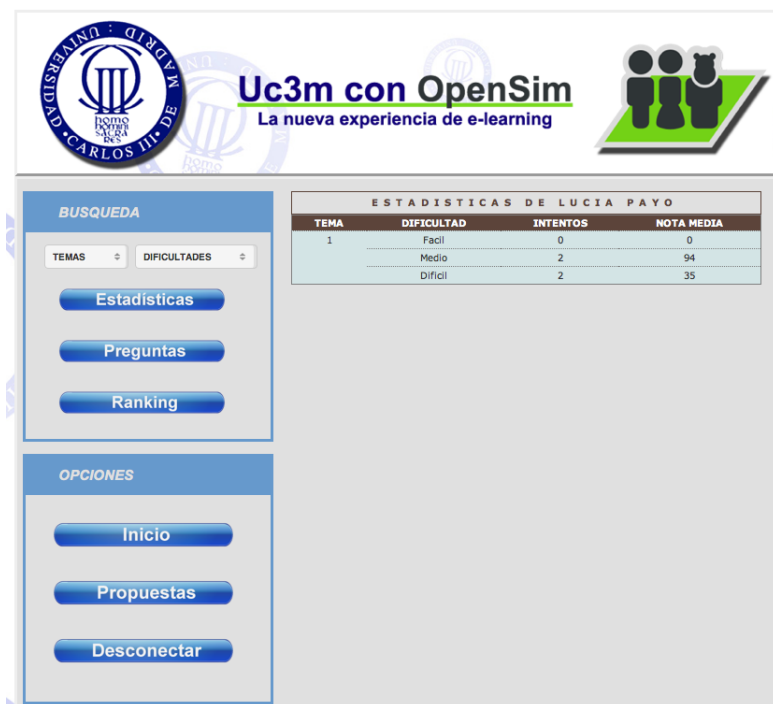 UNIVERSIDAD · CARLOS III · DE MADRID
homo
homini
sacra
res
Uc3m con OpenSim
La nueva experiencia de e-learning
BUSQUEDA
TEMAS DIFICULTADES
Estadísticas
Preguntas
Ranking
OPCIONES
Inicio
Propuestas
Desconectar
ESTADISTICAS DE LUCIA PAYO
TEMA DIFICULTAD INTENTOS NOTA MEDIA
1 Facil 0 0
Medio 2 94
Dificil 2 35